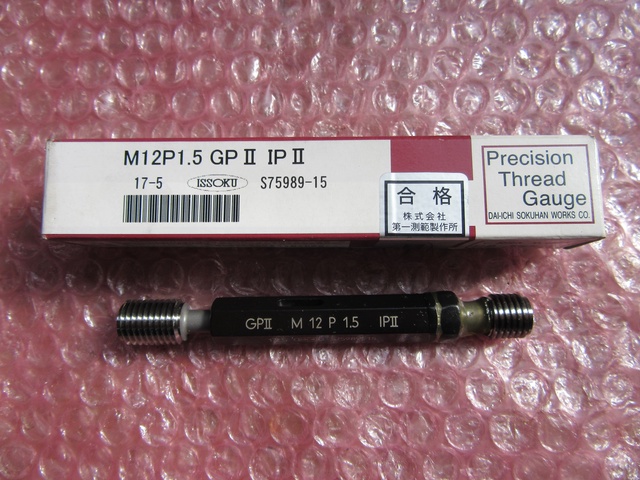 M12P1.5 GPⅡ IPⅡ
17-5 ISSOKU S75989-15
合格
株式会社
第一測範製作所
Precision
Thread
Gauge
DAI-ICHI SOKUHAN WORKS CO.
GPⅡ M 12 P 1.5 IPⅡ